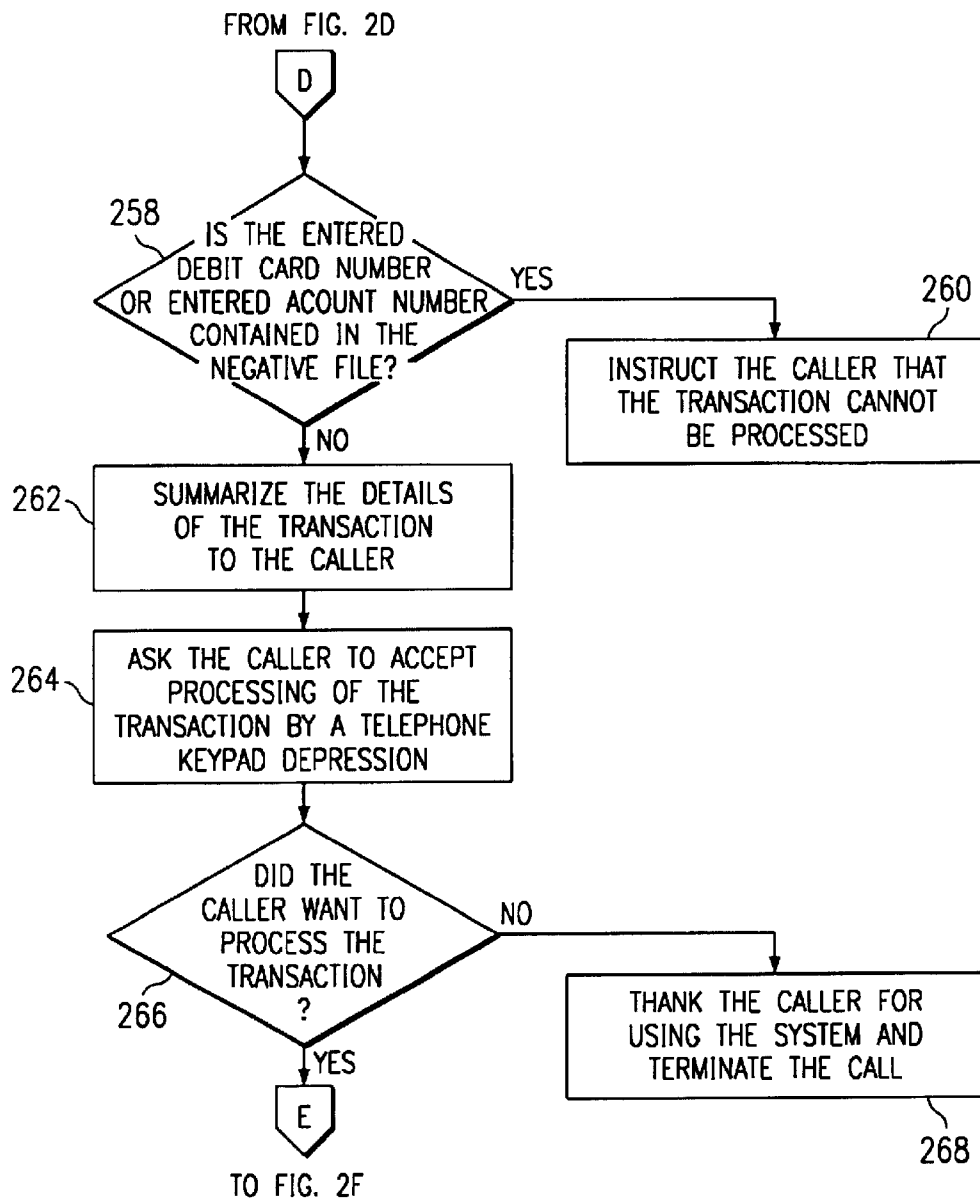 FROM FIG. 2D
D
258
IS THE ENTERED
DEBIT CARD NUMBER
OR ENTERED ACOUNT NUMBER
CONTAINED IN THE
NEGATIVE FILE?
YES
260
INSTRUCT THE CALLER THAT
THE TRANSACTION CANNOT
BE PROCESSED
NO
262
SUMMARIZE THE DETAILS
OF THE TRANSACTION
TO THE CALLER
264
ASK THE CALLER TO ACCEPT
PROCESSING OF THE
TRANSACTION BY A TELEPHONE
KEYPAD DEPRESSION
DID THE
CALLER WANT TO
PROCESS THE
TRANSACTION
?
266
NO
THANK THE CALLER FOR
USING THE SYSTEM AND
TERMINATE THE CALL
268
YES
E
TO FIG. 2F